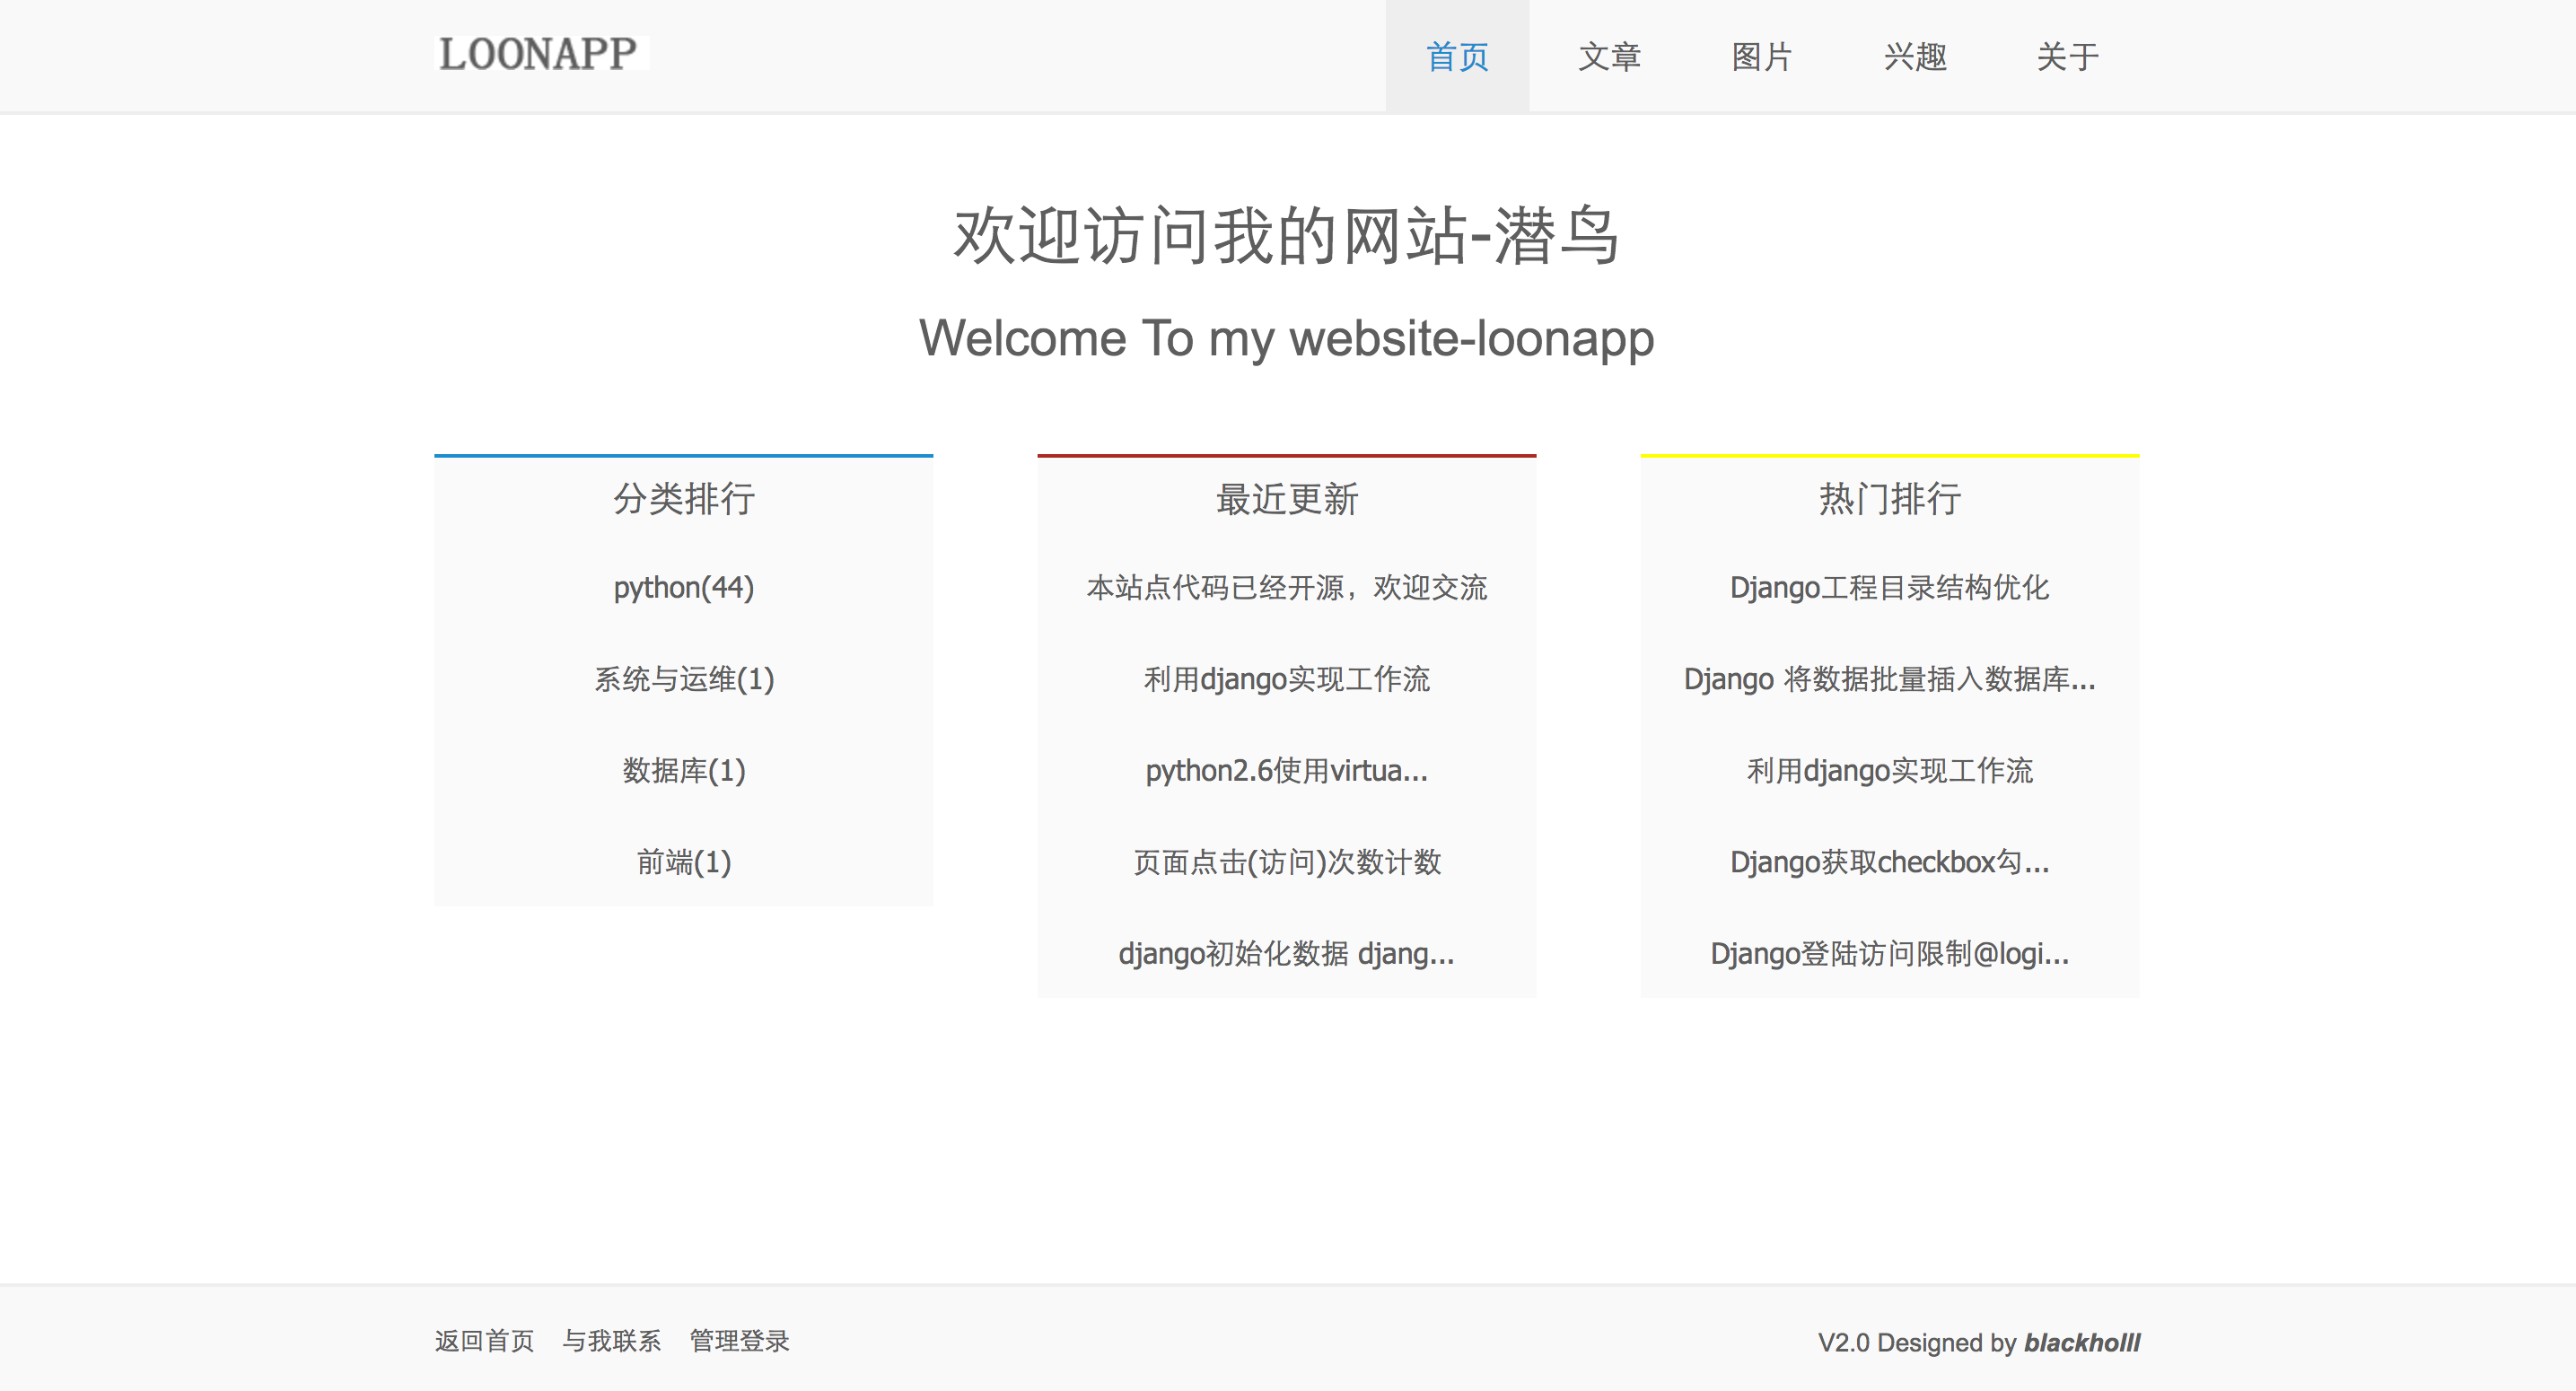 LOONAPP
首页 文章 图片 兴趣 关于
欢迎访问我的网站-潜鸟
Welcome To my website-loonapp
分类排行
python(44)
系统与运维(1)
数据库(1)
前端(1)
最近更新
本站点代码已经开源，欢迎交流
利用django实现工作流
python2.6使用virtua...
页面点击(访问)次数计数
django初始化数据 djang...
热门排行
Django工程目录结构优化
Django 将数据批量插入数据库...
利用django实现工作流
Django获取checkbox勾...
Django登陆访问限制@logi...
返回首页 与我联系 管理登录
V2.0 Designed by blackholll